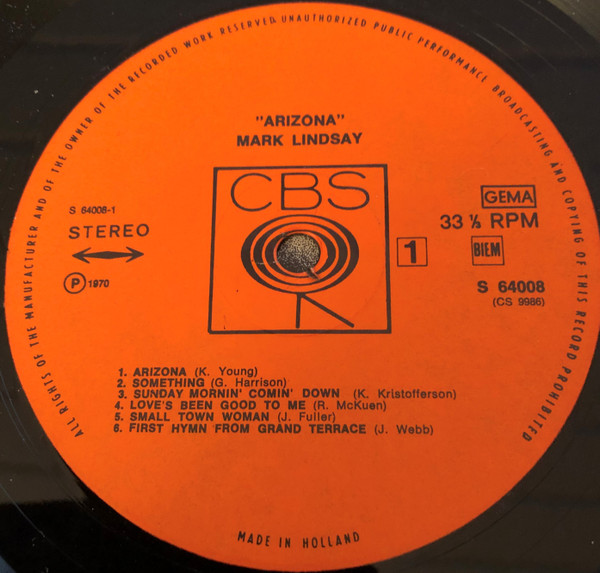 ALL RIGHTS OF THE MANUFACTURER AND OF THE OWNER OF THE RECORDED WORK RESERVED. UNAUTHORIZED PUBLIC PERFORMANCE BROADCASTING AND COPYING OF THIS RECORD PROHIBITED
"ARIZONA"
MARK LINDSAY
CBS
S 64008-1
STEREO
P 1970
GEMA
33 ⅓ RPM
1
BIEM
S 64008
(CS 9986)
1. ARIZONA (K. Young)
2. SOMETHING (G. Harrison)
3. SUNDAY MORNIN' COMIN' DOWN (K. Kristofferson)
4. LOVE'S BEEN GOOD TO ME (R. McKuen)
5. SMALL TOWN WOMAN (J. Fuller)
6. FIRST HYMN FROM GRAND TERRACE (J. Webb)
MADE IN HOLLAND